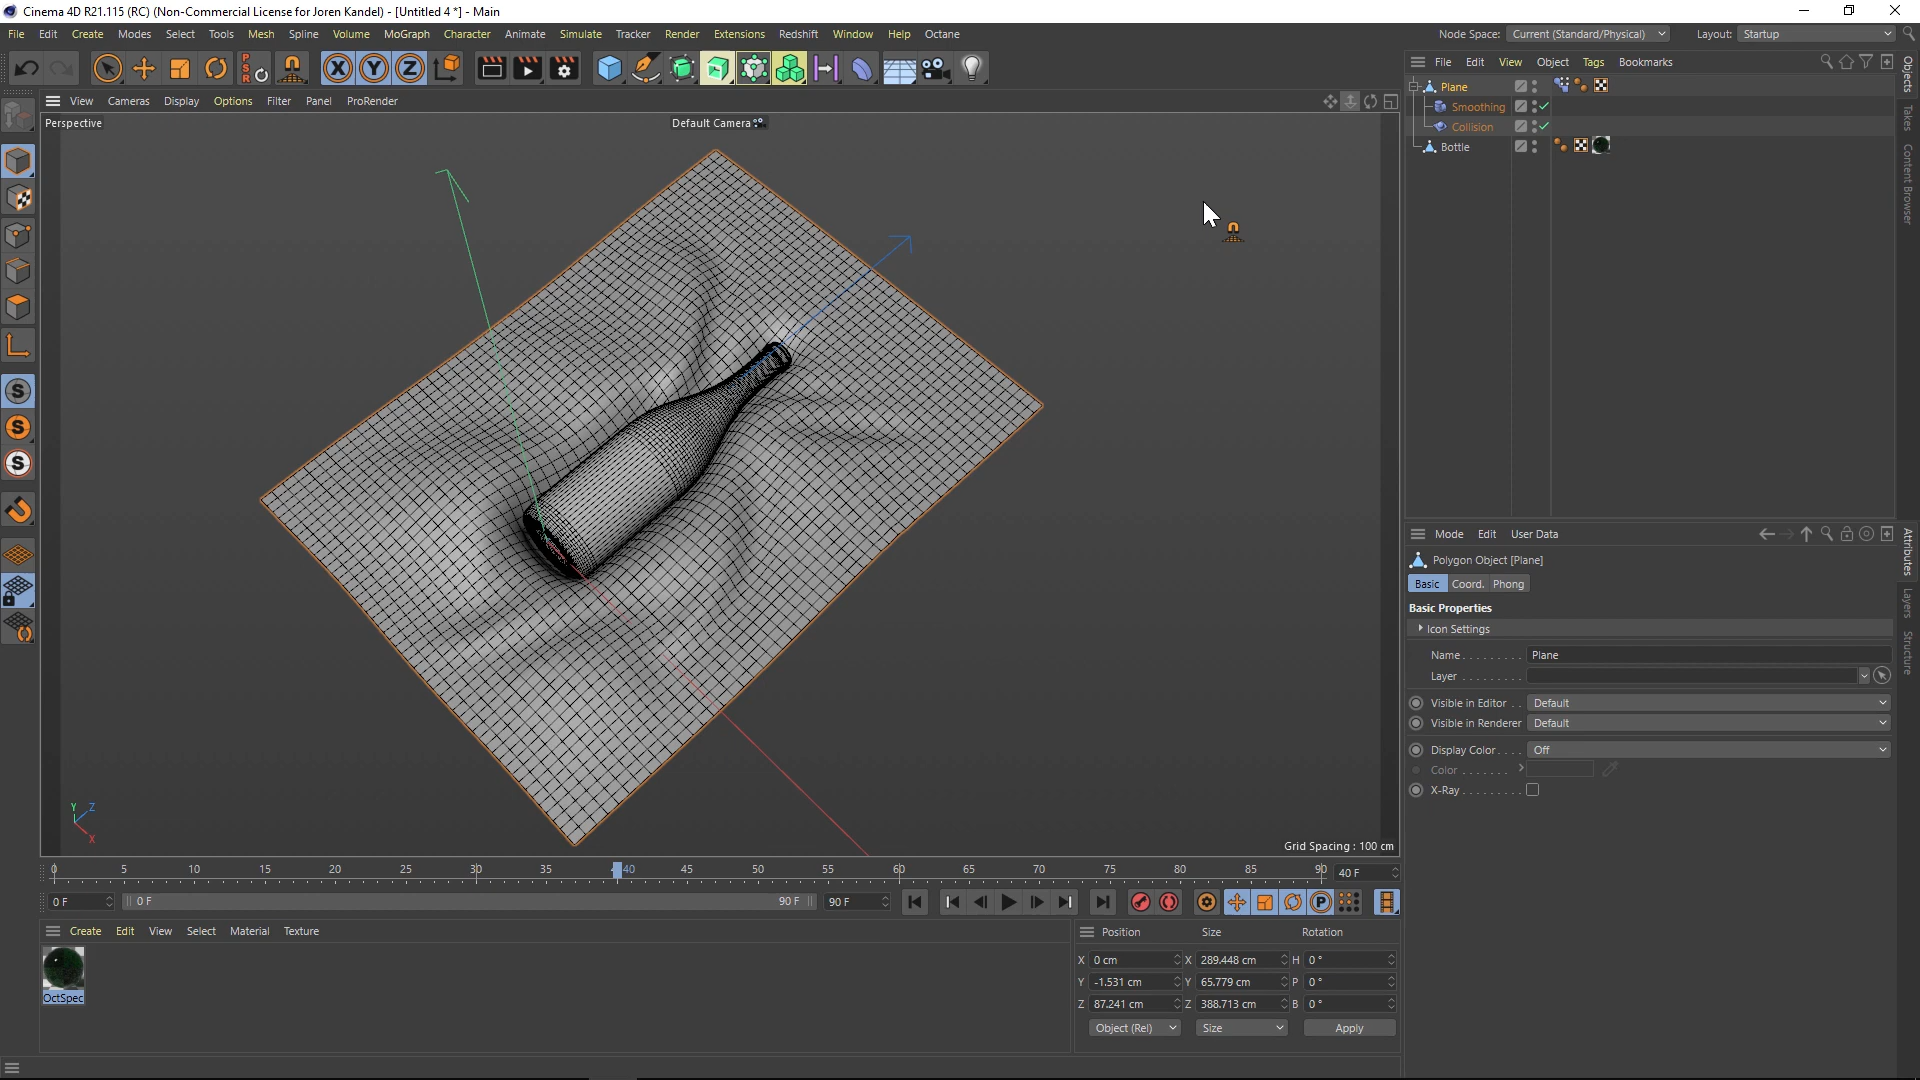 Cinema 4D R21.115 (RC) (Non-Commercial License for Joren Kandel) - [Untitled 4 *] - Main
File Edit Create Modes Select Tools Mesh Spline Volume MoGraph Character Animate Simulate Tracker Render Extensions Redshift Window Help Octane
Node Space: Current (Standard/Physical) Layout: Startup
P S R X Y Z
File Edit View Object Tags Bookmarks
View Cameras Display Options Filter Panel ProRender
Perspective
Default Camera
Plane
Smoothing
Collision
Bottle
Objects
Takes
Content Browser
S
S
S
Mode Edit User Data
Polygon Object [Plane]
Basic Coord. Phong
Basic Properties
Icon Settings
Name . . . . . . . . Plane
Layer . . . . . . . .
Visible in Editor . . Default
Visible in Renderer Default
Display Color . . . . Off
Color . . . . . . .
X-Ray . . . . . . . . .
Attributes
Layers
Structure
Y Z
X
Grid Spacing : 100 cm
0 5 10 15 20 25 30 35 40 45 50 55 60 65 70 75 80 85 90 40 F
0 F 0 F 90 F 90 F P
Create Edit View Select Material Texture
OctSpec
Position Size Rotation
X 0 cm X 289.448 cm H 0 °
Y -1.531 cm Y 65.779 cm P 0 °
Z 87.241 cm Z 388.713 cm B 0 °
Object (Rel) Size Apply